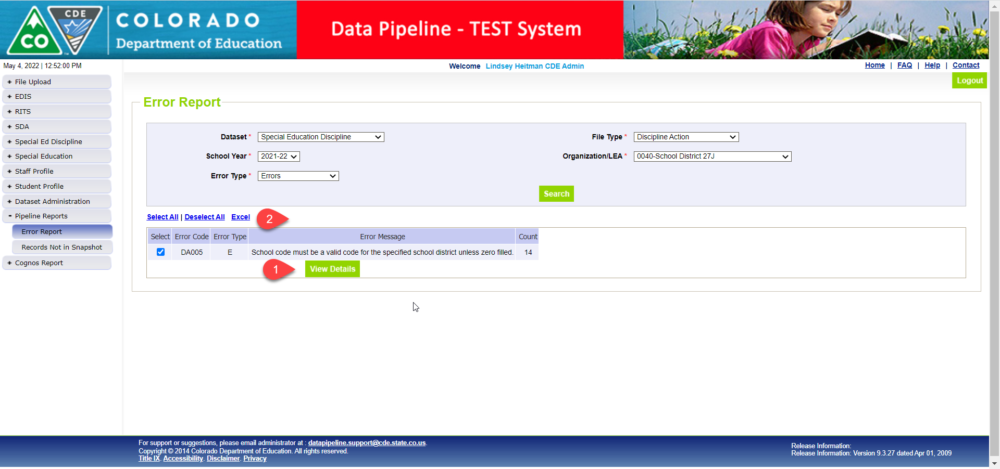 CDE
CO
COLORADO
Department of Education
Data Pipeline - TEST System
May 4, 2022 | 12:52:00 PM
Welcome Lindsey Heitman CDE Admin
Home | FAQ | Help | Contact
Logout
+ File Upload
+ EDIS
+ RITS
+ SDA
+ Special Ed Discipline
+ Special Education
+ Staff Profile
+ Student Profile
+ Dataset Administration
- Pipeline Reports
Error Report
Records Not in Snapshot
+ Cognos Report
Error Report
Dataset * Special Education Discipline
File Type * Discipline Action
School Year * 2021-22
Organization/LEA * 0040-School District 27J
Error Type * Errors
Search
Select All | Deselect All Excel
2
Select Error Code Error Type Error Message Count
DA005 E School code must be a valid code for the specified school district unless zero filled. 14
1
View Details
For support or suggestions, please email administrator at : datapipeline.support@cde.state.co.us.
Copyright © 2014 Colorado Department of Education. All rights reserved.
Title IX. Accessibility. Disclaimer. Privacy
Release Information:
Release Information: Version 9.3.27 dated Apr 01, 2009